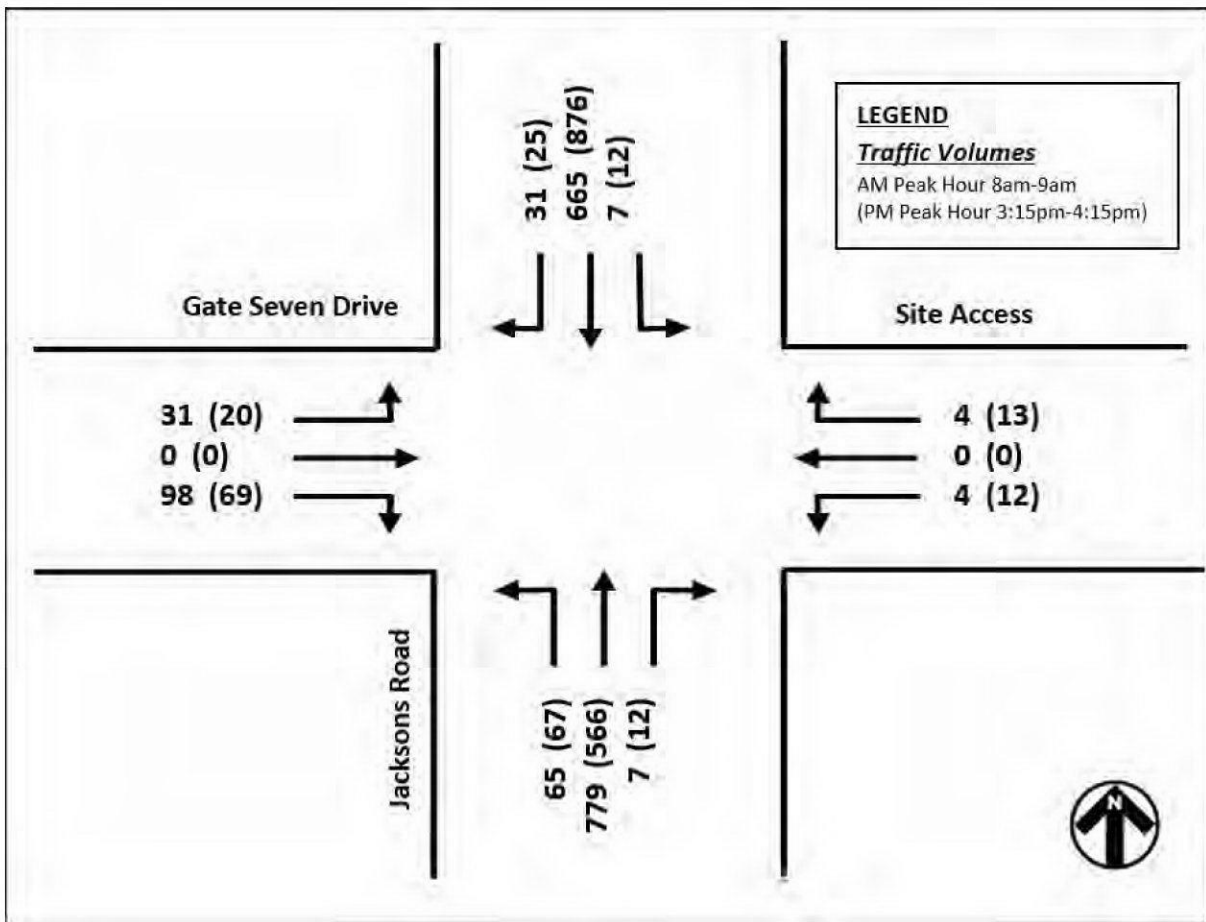 31 (25)
665 (876)
7 (12)
LEGEND
Traffic Volumes
AM Peak Hour 8am-9am
(PM Peak Hour 3:15pm-4:15pm)
Gate Seven Drive
Site Access
31 (20)
0 (0)
98 (69)
4 (13)
0 (0)
4 (12)
Jacksons Road
65 (67)
779 (566)
7 (12)
N